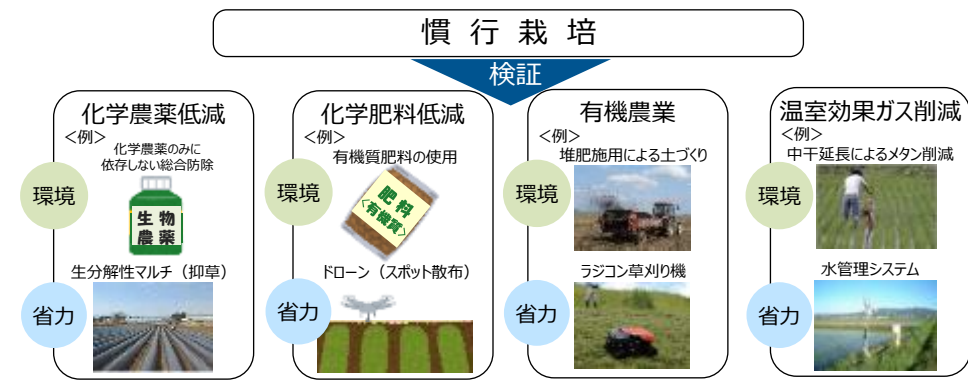 慣行栽培
検証
化学農薬低減
<例>
化学農薬のみに
依存しない総合防除
環境
生物
農薬
生分解性マルチ（抑草）
省力
化学肥料低減
<例>
有機質肥料の使用
環境
肥料
<有機質>
ドローン（スポット散布）
省力
有機農業
<例>
堆肥施用による土づくり
環境
ラジコン草刈り機
省力
温室効果ガス削減
<例>
中干延長によるメタン削減
環境
水管理システム
省力